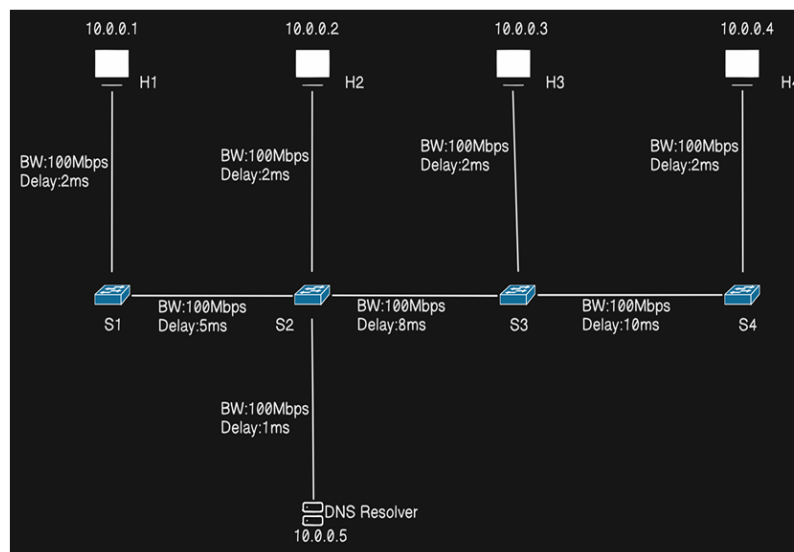 10.0.0.1
10.0.0.2
10.0.0.3
10.0.0.4
H1
H2
H3
BW:100Mbps
Delay:2ms
BW:100Mbps
Delay:2ms
BW:100Mbps
Delay:2ms
BW:100Mbps
Delay:2ms
S1
BW:100Mbps
Delay:5ms
S2
BW:100Mbps
Delay:8ms
S3
BW:100Mbps
Delay:10ms
S4
BW:100Mbps
Delay:1ms
DNS Resolver
10.0.0.5